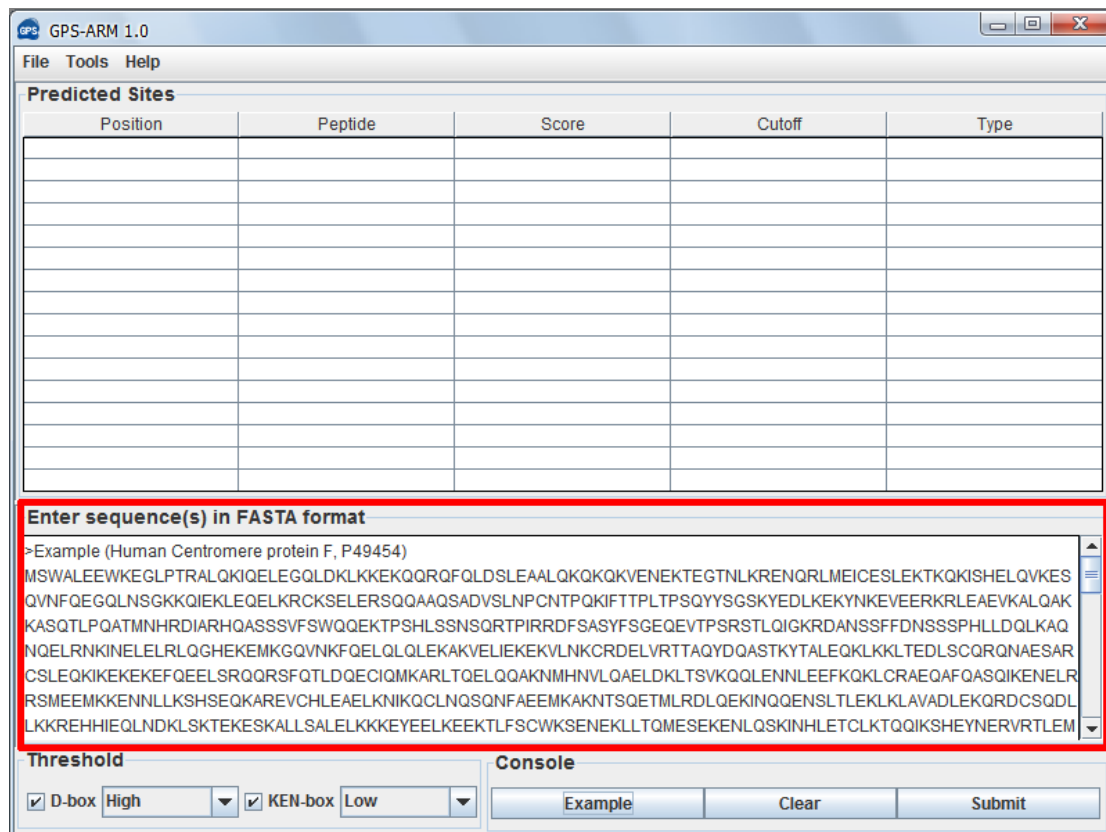 GPS GPS-ARM 1.0
File Tools Help
Predicted Sites
Position Peptide Score Cutoff Type
Enter sequence(s) in FASTA format
>Example (Human Centromere protein F, P49454)
MSWALEEWKEGLPTRALQKIQELEGQLDKLKKEKQQRQFQLDSLEAALQKQKQKVENEKTEGTNLKRENQRLMEICESLEKTKQKISHELQVKES
QVNFQEGQLNSGKKQIEKLEQELKRCKSELERSQQAAQSADVSLNPCNTPQKIFTTPLTPSQYYSGSKYEDLKEKYNKEVEERKRLEAEVKALQAK
KASQTLPQATMNHRDIARHQASSSVFSWQQEKTPSHLSSNSQRTPIRRDFSASYFSGEQEVTPSRSTLQIGKRDANSSFFDNSSSPHLLDQLKAQ
NQELRNKINELELRLQGHEKEMKGQVNKFQELQLQLEKAKVELIEKEKVLNKCRDELVRTTAQYDQASTKYTALEQKLKKLTEDLSCQRQNAESAR
CSLEQKIKEKEKEFQEELSRQQRSFQTLDQECIQMKARLTQELQQAKNMHNVLQAELDKLTSVKQQLENNLEEFKQKLCRAEQAFQASQIKENELR
RSMEEMKKENNLLKSHSEQKAREVCHLEAELKNIKQCLNQSQNFAEEMKAKNTSQETMLRDLQEKINQQENSLTLEKLKLAVADLEKQRDCSQDL
LKKREHHIEQLNDKLSKTEKESKALLSALELKKKEYEELKEEKTLFSCWKSENEKLLTQMESEKENLQSKINHLETCLKTQQIKSHEYNERVRTLEM
Threshold Console
D-box High KEN-box Low Example Clear Submit